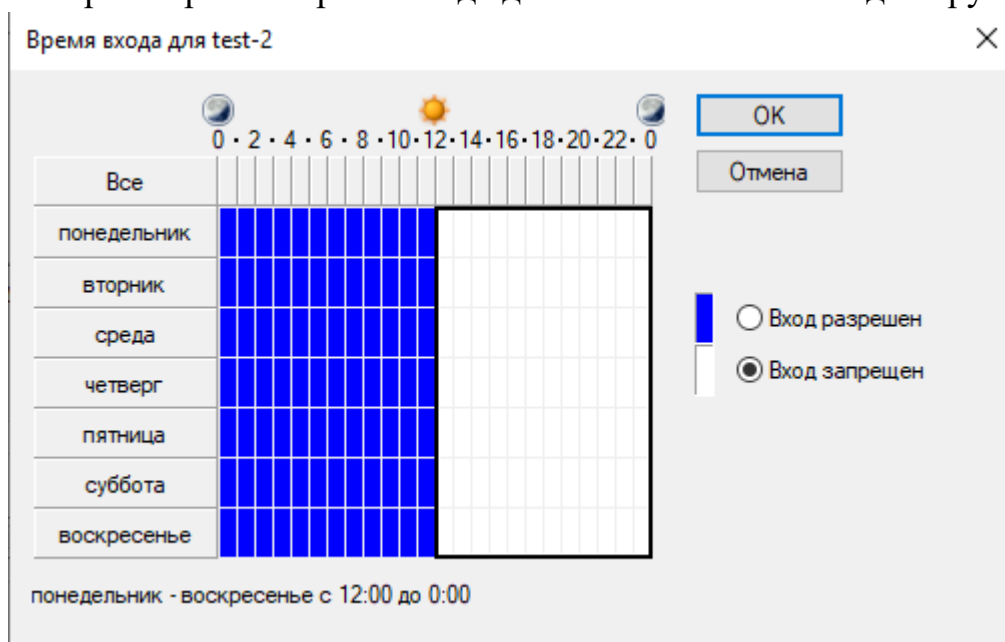 Время входа для test-2
0 · 2 · 4 · 6 · 8 · 10 · 12 · 14 · 16 · 18 · 20 · 22 · 0
OK
Все
Отмена
понедельник
вторник
среда
Вход разрешен
четверг
Вход запрещен
пятница
суббота
воскресенье
понедельник - воскресенье с 12:00 до 0:00